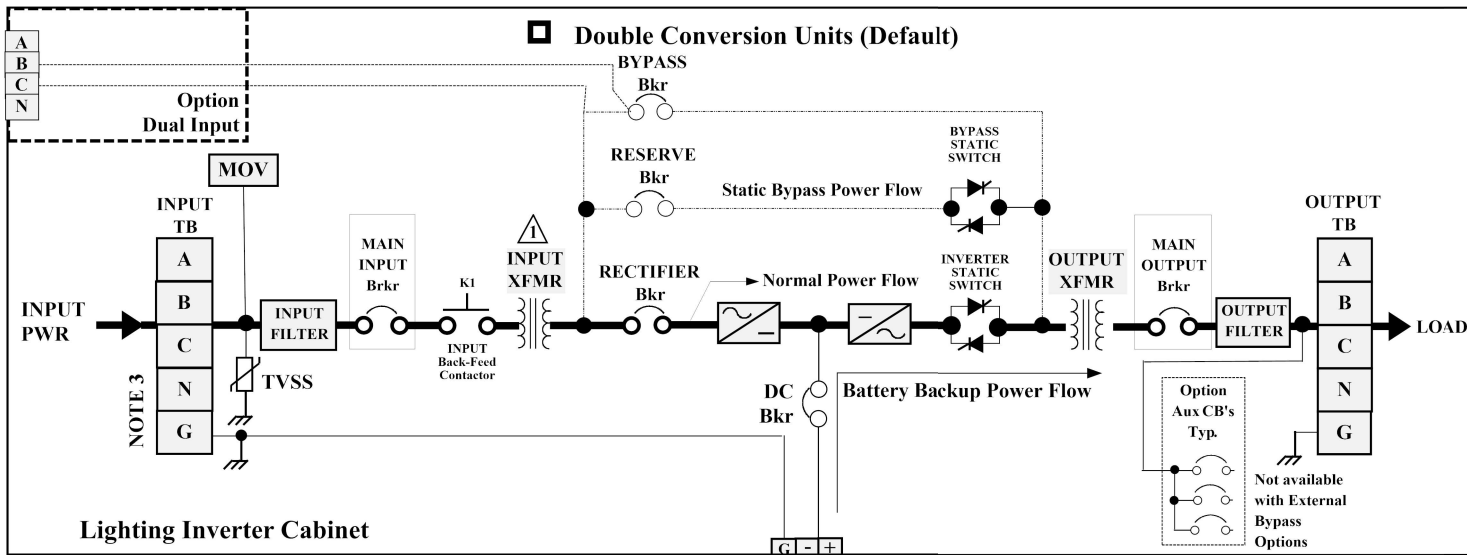 Double Conversion Units (Default)
A
B
C
N
Option
Dual Input
BYPASS
Bkr
MOV
RESERVE
Bkr
Static Bypass Power Flow
BYPASS
STATIC
SWITCH
INPUT
TB
A
B
C
N
G
NOTE 3
INPUT
PWR
TVSS
INPUT
FILTER
MAIN
INPUT
Brkr
K1
INPUT
Back-Feed
Contactor
1
INPUT
XFMR
RECTIFIER
Bkr
Normal Power Flow
INVERTER
STATIC
SWITCH
OUTPUT
XFMR
MAIN
OUTPUT
Brkr
OUTPUT
FILTER
OUTPUT
TB
A
B
C
N
G
LOAD
DC
Bkr
Battery Backup Power Flow
Option
Aux CB's
Typ.
Not available
with External
Bypass
Options
Lighting Inverter Cabinet
G - +